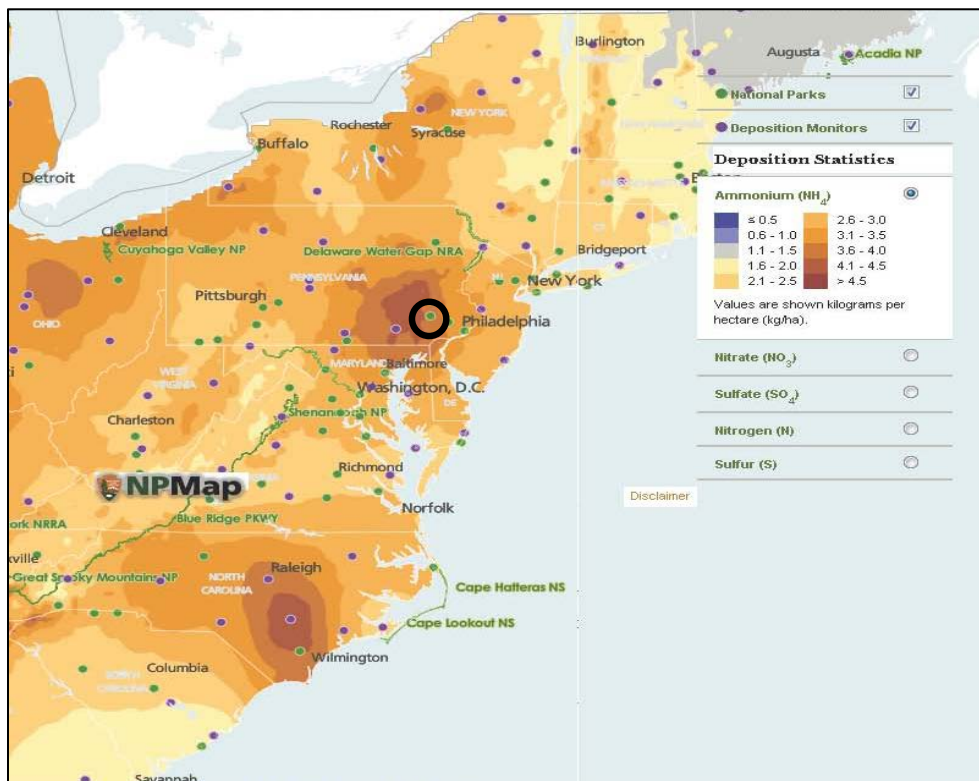 Burlington
Augusta
Acadia NP
National Parks
Rochester
NEW YORK
Syracuse
Buffalo
Deposition Monitors
Deposition Statistics
Detroit
Ammonium (NH4)
≤ 0.5
2.6 - 3.0
0.6 - 1.0
3.1 - 3.5
1.1 - 1.5
3.6 - 4.0
1.6 - 2.0
4.1 - 4.5
2.1 - 2.5
> 4.5
Values are shown kilograms per
hectare (kg/ha).
Cleveland
Cuyahoga Valley NP
Delaware Water Gap NRA
CT
Bridgeport
PENNSYLVANIA
NJ
New York
Pittsburgh
OHIO
Philadelphia
MARYLAND
Baltimore
Nitrate (NO3)
WEST
VIRGINIA
Washington, D.C.
DE
Sulfate (SO4)
Charleston
Shenandoah NP
Nitrogen (N)
Richmond
Sulfur (S)
NPMap
Disclaimer
Norfolk
Blue Ridge PKWY
ork NRRA
Raleigh
Great Smoky Mountains NP
NORTH
CAROLINA
Cape Hatteras NS
Cape Lookout NS
Wilmington
Columbia
SOUTH
CAROLINA
Savannah